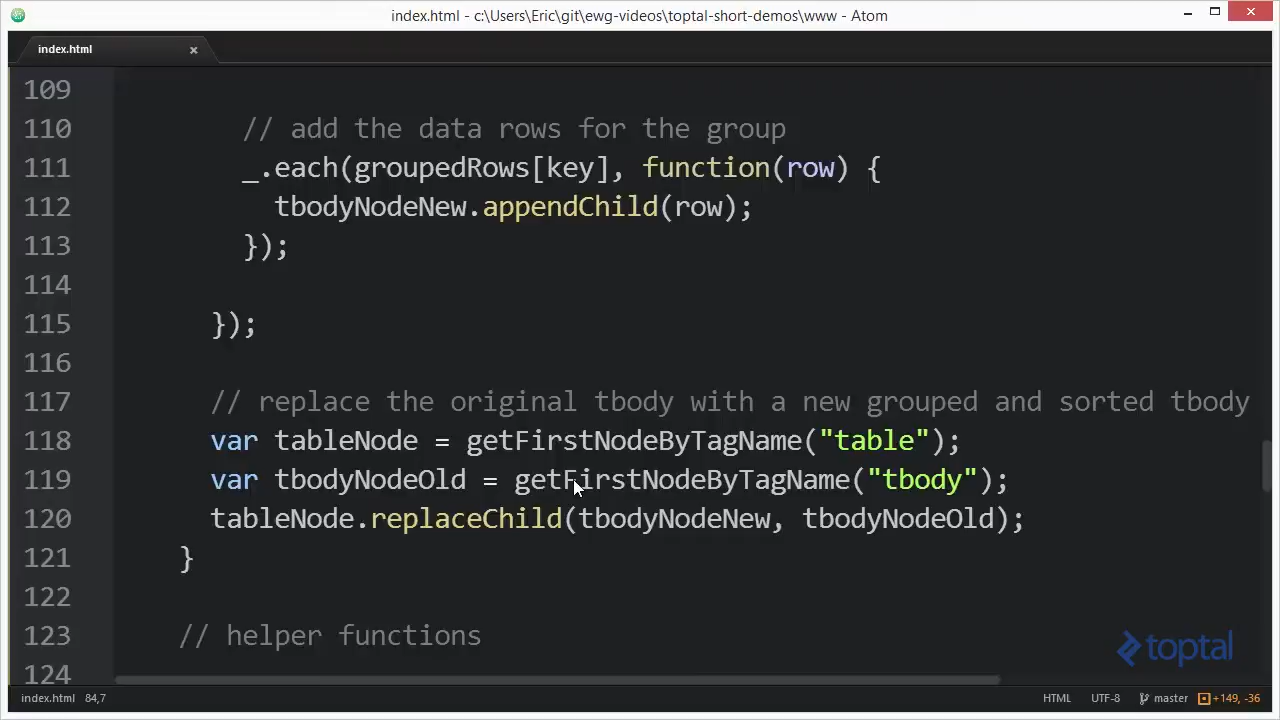 index.html - c:\Users\Eric\git\ewg-videos\toptal-short-demos\www - Atom
index.html
109
110 // add the data rows for the group
111 _.each(groupedRows[key], function(row) {
112 tbodyNodeNew.appendChild(row);
113 });
114
115 });
116
117 // replace the original tbody with a new grouped and sorted tbody
118 var tableNode = getFirstNodeByTagName("table");
119 var tbodyNodeOld = getFirstNodeByTagName("tbody");
120 tableNode.replaceChild(tbodyNodeNew, tbodyNodeOld);
121 }
122
123 // helper functions
124
toptal
index.html 84,7 HTML UTF-8 master +149, -36